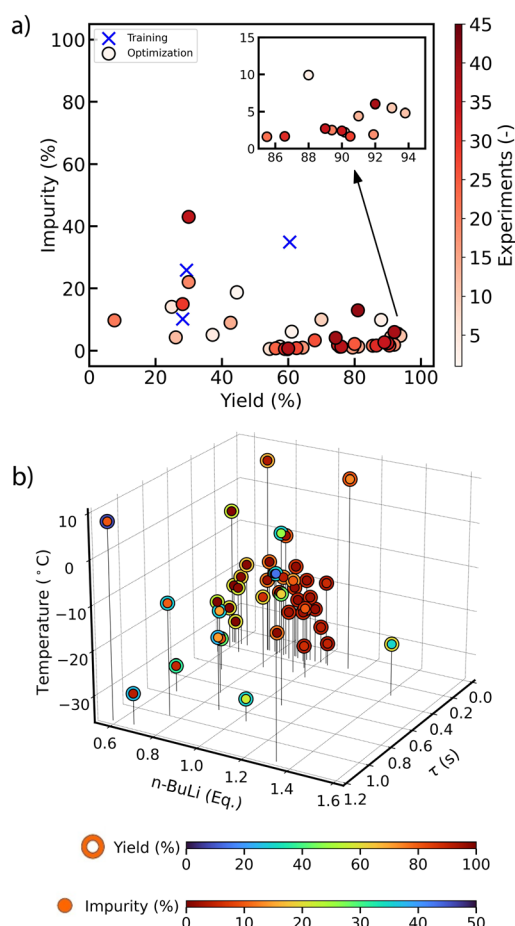 a)
Training
Optimization
Impurity (%)
100
80
60
40
20
0
0 20 40 60 80 100
Yield (%)
15
10
5
0
86 88 90 92 94
45
40
35
30
25
20
15
10
5
Experiments (-)
b)
Temperature (°C)
10
0
−10
−20
−30
0.6 0.8 1.0 1.2 1.4 1.6
n-BuLi (Eq.)
1.2 1.0 0.8 0.6 0.4 0.2 0.0
τ (s)
Yield (%)
0 20 40 60 80 100
Impurity (%)
0 10 20 30 40 50